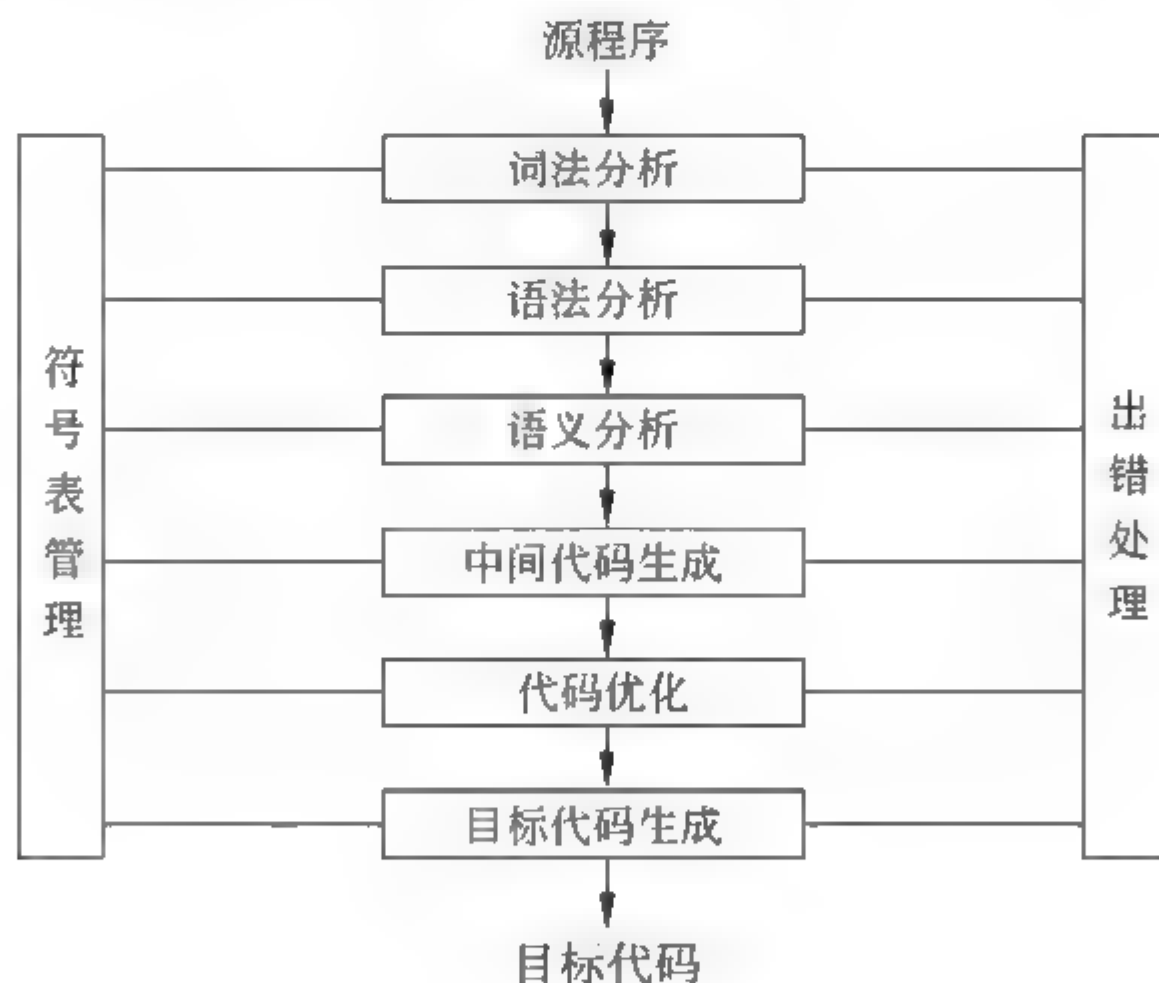 源程序
词法分析
语法分析
语义分析
中间代码生成
代码优化
目标代码生成
目标代码
符号表管理
出错处理